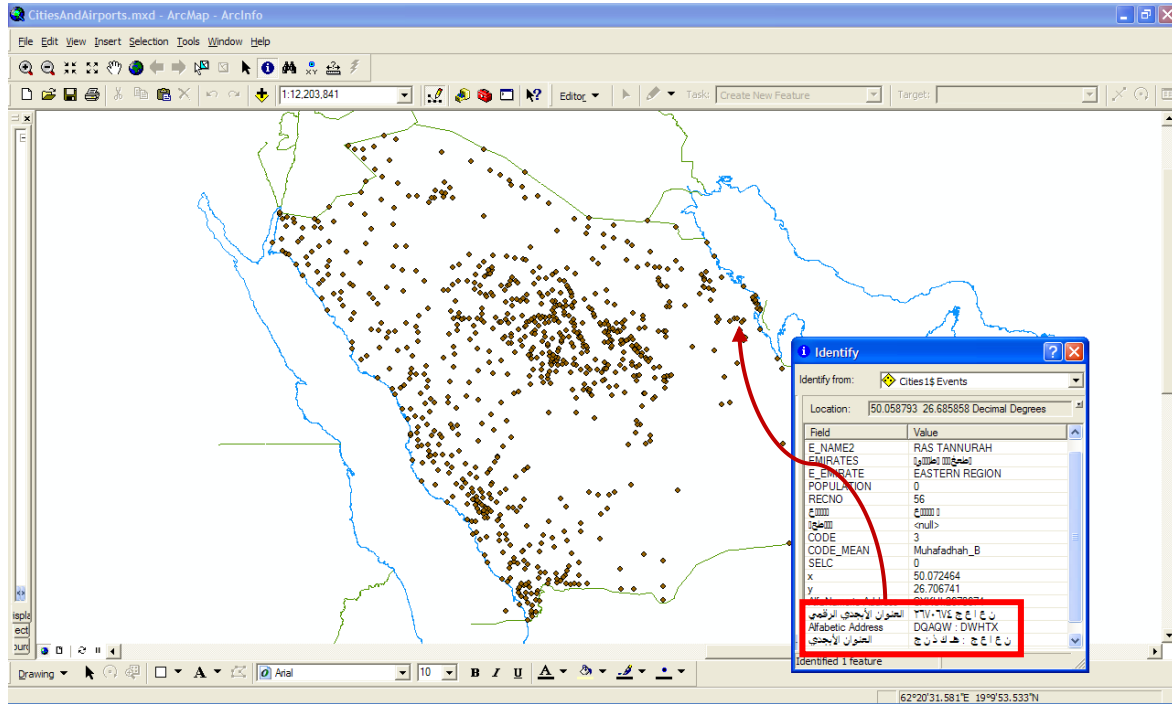 CitiesAndAirports.mxd - ArcMap - ArcInfo
File Edit View Insert Selection Tools Window Help
1:12,203,841 Editor Task: Create New Feature Target:
Identify
Identify from: Cities1$ Events
Location: 50.058793 26.685858 Decimal Degrees
Field Value
E_NAME2 RAS TANNURAH
EMIRATES
E_EMIRATE EASTERN REGION
POPULATION 0
RECNO 56
<null>
CODE 3
CODE_MEAN Muhafadhah_B
SELC 0
x 50.072464
y 26.706741
العنوان الأبجدي الرقمي ن ع ا ع ج ٢٦٧٠٦٧٤
Alfabetic Address DQAQW : DWHTX
العنوان الأبجدي ن ع ا ع ج : هـ ك ذ ن ج
Identified 1 feature
Drawing Arial 10 B I U A
62°20'31.581"E 19°9'53.533"N